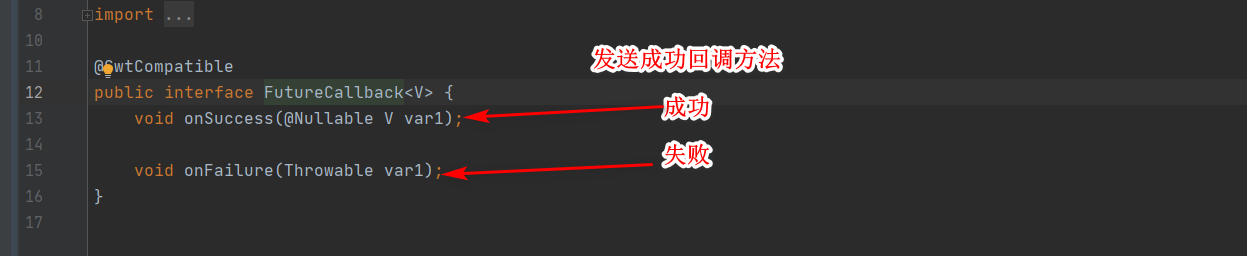 8 import ...
10
11 @GwtCompatible
发送成功回调方法
12 public interface FutureCallback<V> {
成功
13 void onSuccess(@Nullable V var1);
14
失败
15 void onFailure(Throwable var1);
16 }
17